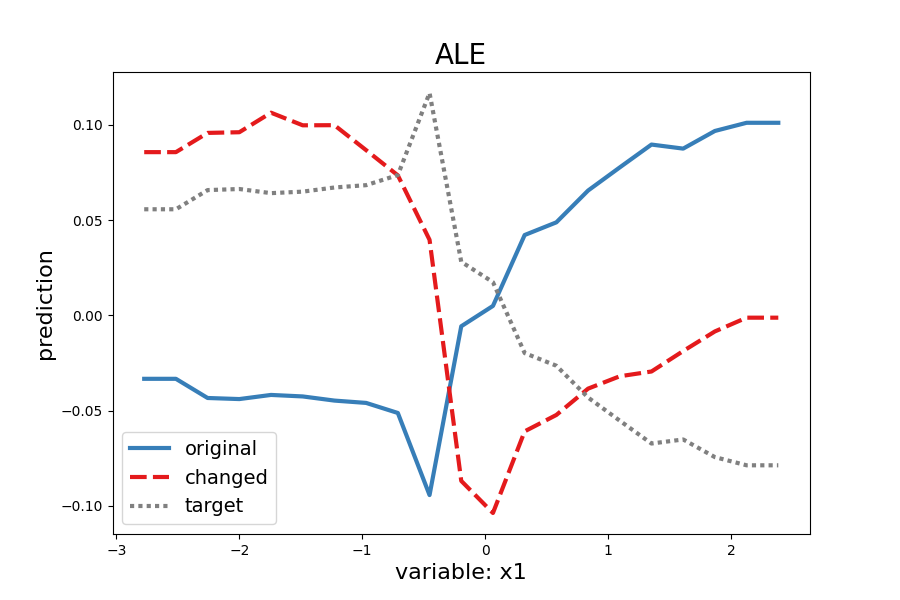 ALE
prediction
0.10
0.05
0.00
−0.05
−0.10
original
changed
target
−3
−2
−1
0
1
2
variable: x1